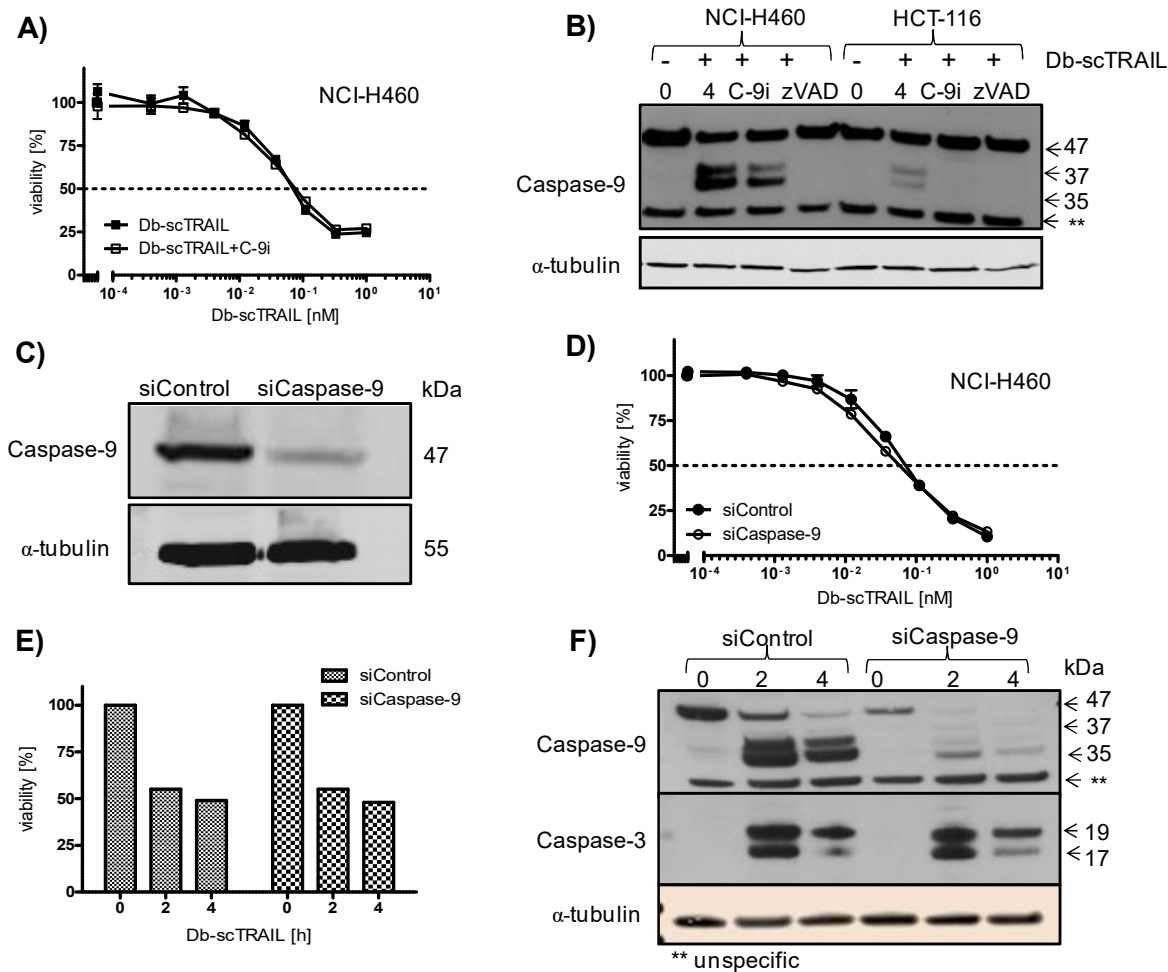 A)
NCI-H460
100
75
50
25
0
viability [%]
Db-scTRAIL
Db-scTRAIL+C-9i
10-4 10-3 10-2 10-1 100 101
Db-scTRAIL [nM]
B)
NCI-H460 HCT-116
- + + + - + + + Db-scTRAIL
0 4 C-9i zVAD 0 4 C-9i zVAD
Caspase-9
47
37
35
**
α-tubulin
C)
siControl siCaspase-9 kDa
Caspase-9 47
α-tubulin 55
D)
NCI-H460
100
75
50
25
0
viability [%]
siControl
siCaspase-9
10-4 10-3 10-2 10-1 100 101
Db-scTRAIL [nM]
E)
siControl
siCaspase-9
100
75
50
25
0
viability [%]
0 2 4 0 2 4
Db-scTRAIL [h]
F)
siControl siCaspase-9
0 2 4 0 2 4 kDa
Caspase-9
47
37
35
**
Caspase-3
19
17
α-tubulin
** unspecific